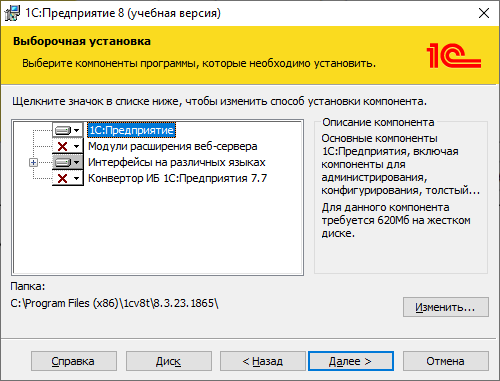 1С:Предприятие 8 (учебная версия)
Выборочная установка
Выберите компоненты программы, которые необходимо установить.
1С
Щелкните значок в списке ниже, чтобы изменить способ установки компонента.
1С:Предприятие
Модули расширения веб-сервера
Интерфейсы на различных языках
Конвертор ИБ 1С:Предприятия 7.7
Описание компонента
Основные компоненты
1С:Предприятия, включая
компоненты для
администрирования,
конфигурирования, толстый...
Для данного компонента
требуется 620Мб на жестком
диске.
Папка:
C:\Program Files (x86)\1cv8t\8.3.23.1865\
Изменить...
Справка
Диск
< Назад
Далее >
Отмена